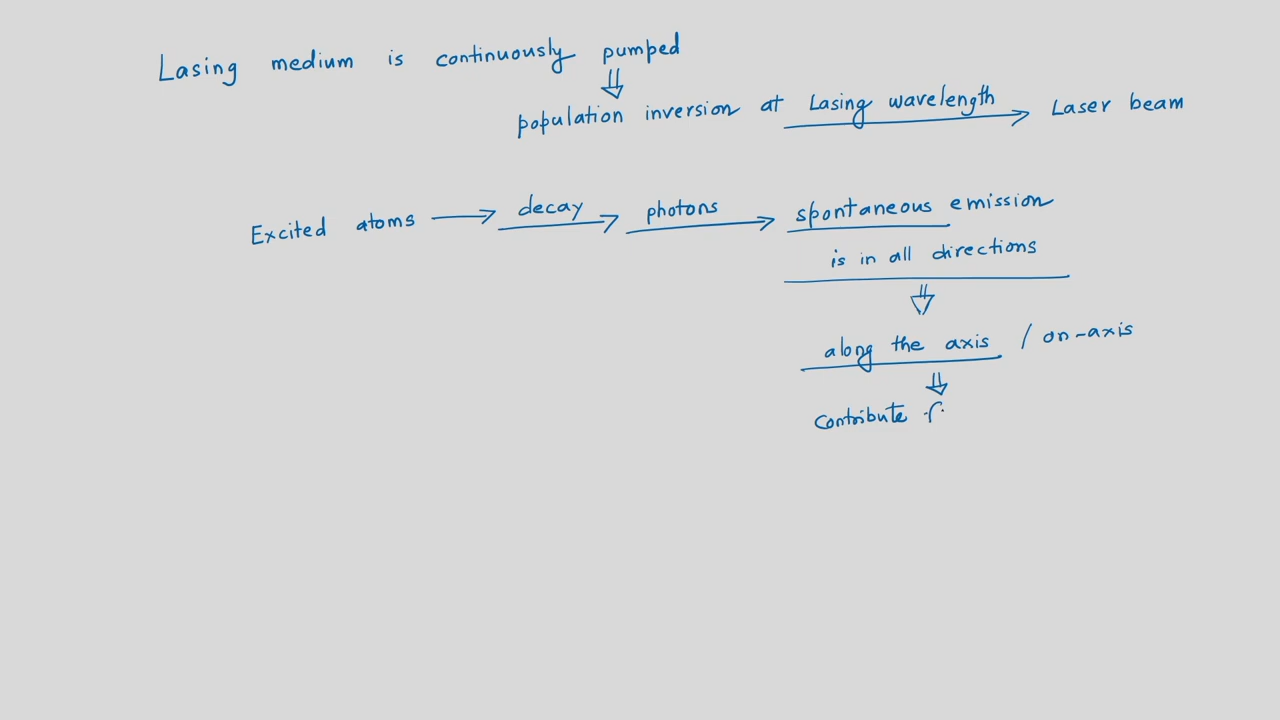 Lasing medium is continuously pumped
⇓
population inversion at Lasing wavelength → Laser beam
Excited atoms → decay → photons → spontaneous emission
is in all directions
⇓
along the axis / on-axis
⇓
Contribute